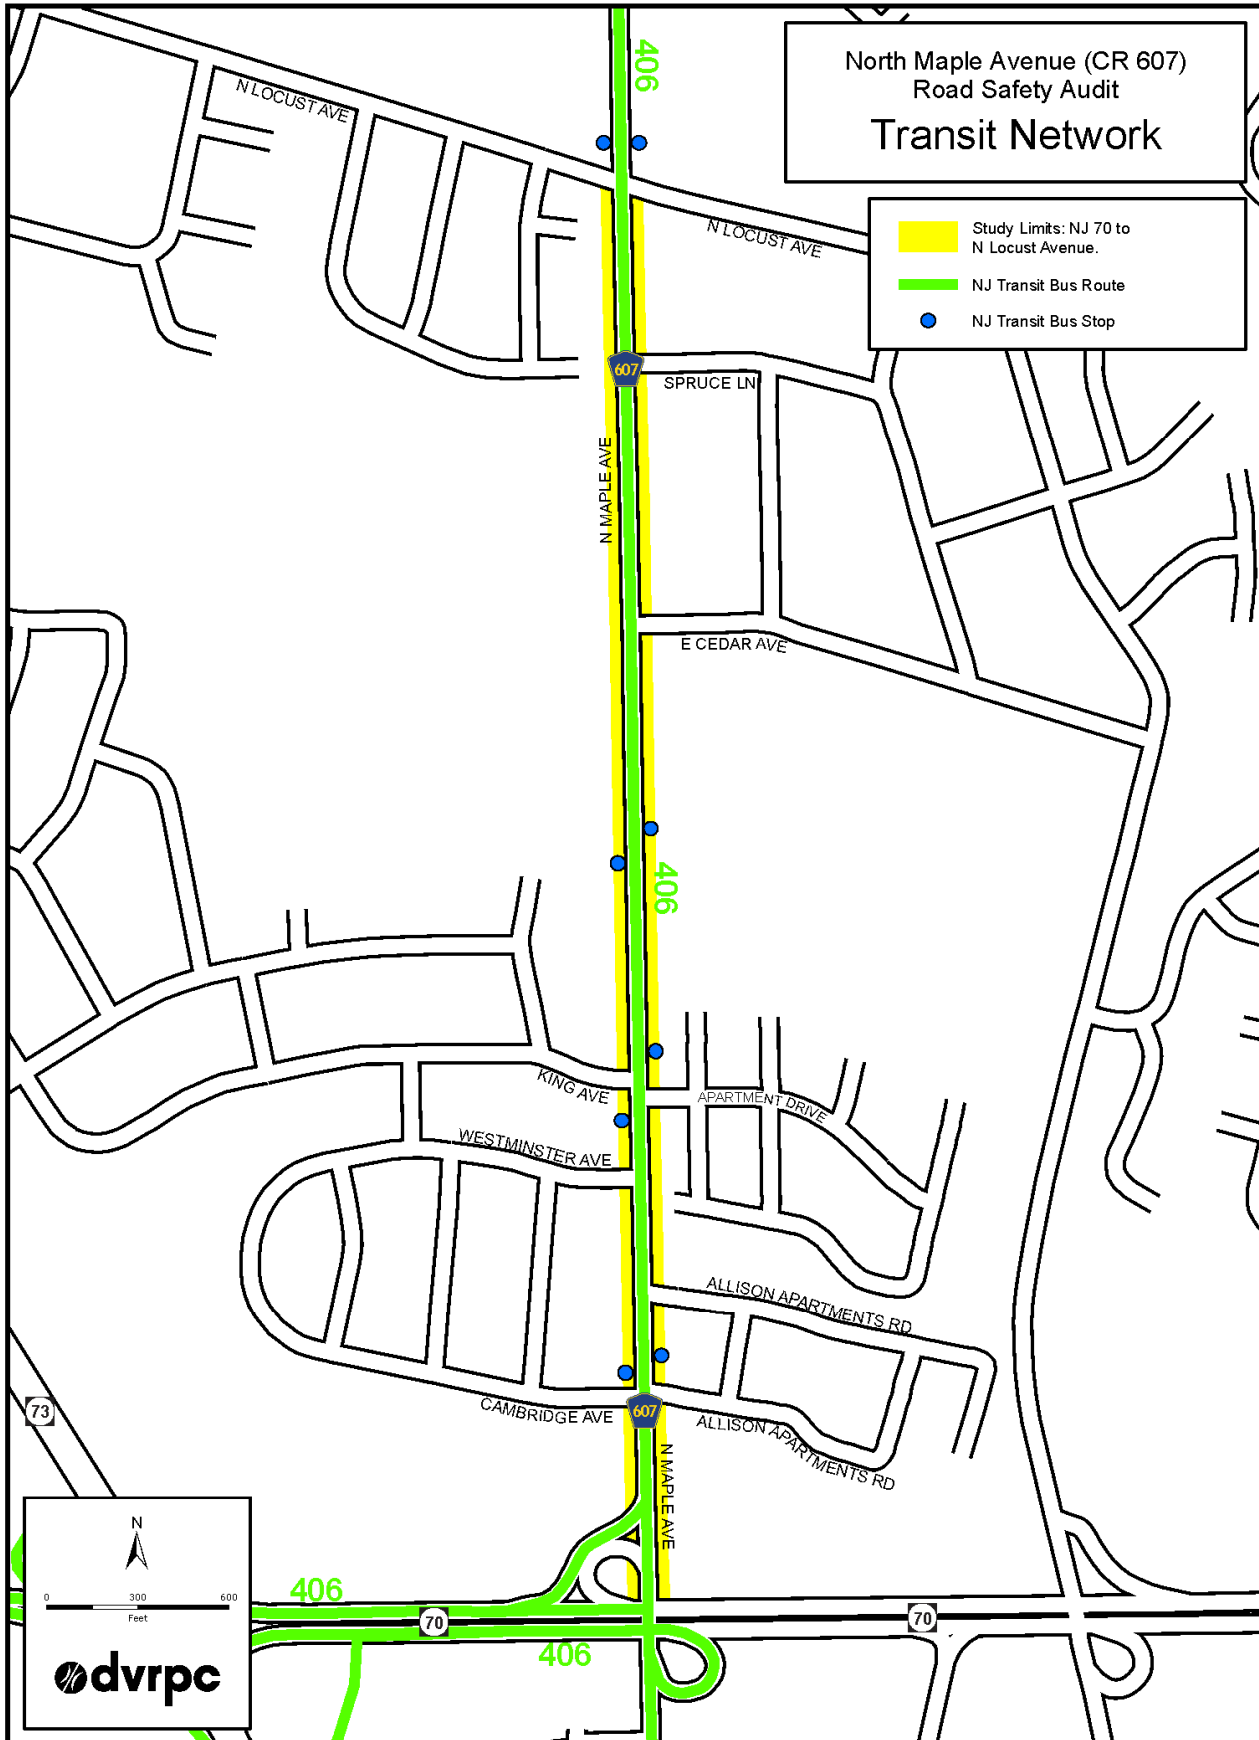 North Maple Avenue (CR 607)
Road Safety Audit
Transit Network
Study Limits: NJ 70 to
N Locust Avenue.
NJ Transit Bus Route
NJ Transit Bus Stop
406
N LOCUST AVE
N LOCUST AVE
607
SPRUCE LN
N MAPLE AVE
E CEDAR AVE
406
KING AVE
APARTMENT DRIVE
WESTMINSTER AVE
ALLISON APARTMENTS RD
CAMBRIDGE AVE
607
ALLISON APARTMENTS RD
N MAPLE AVE
73
N
0 300 600
Feet
dvrpc
406
70
70
406